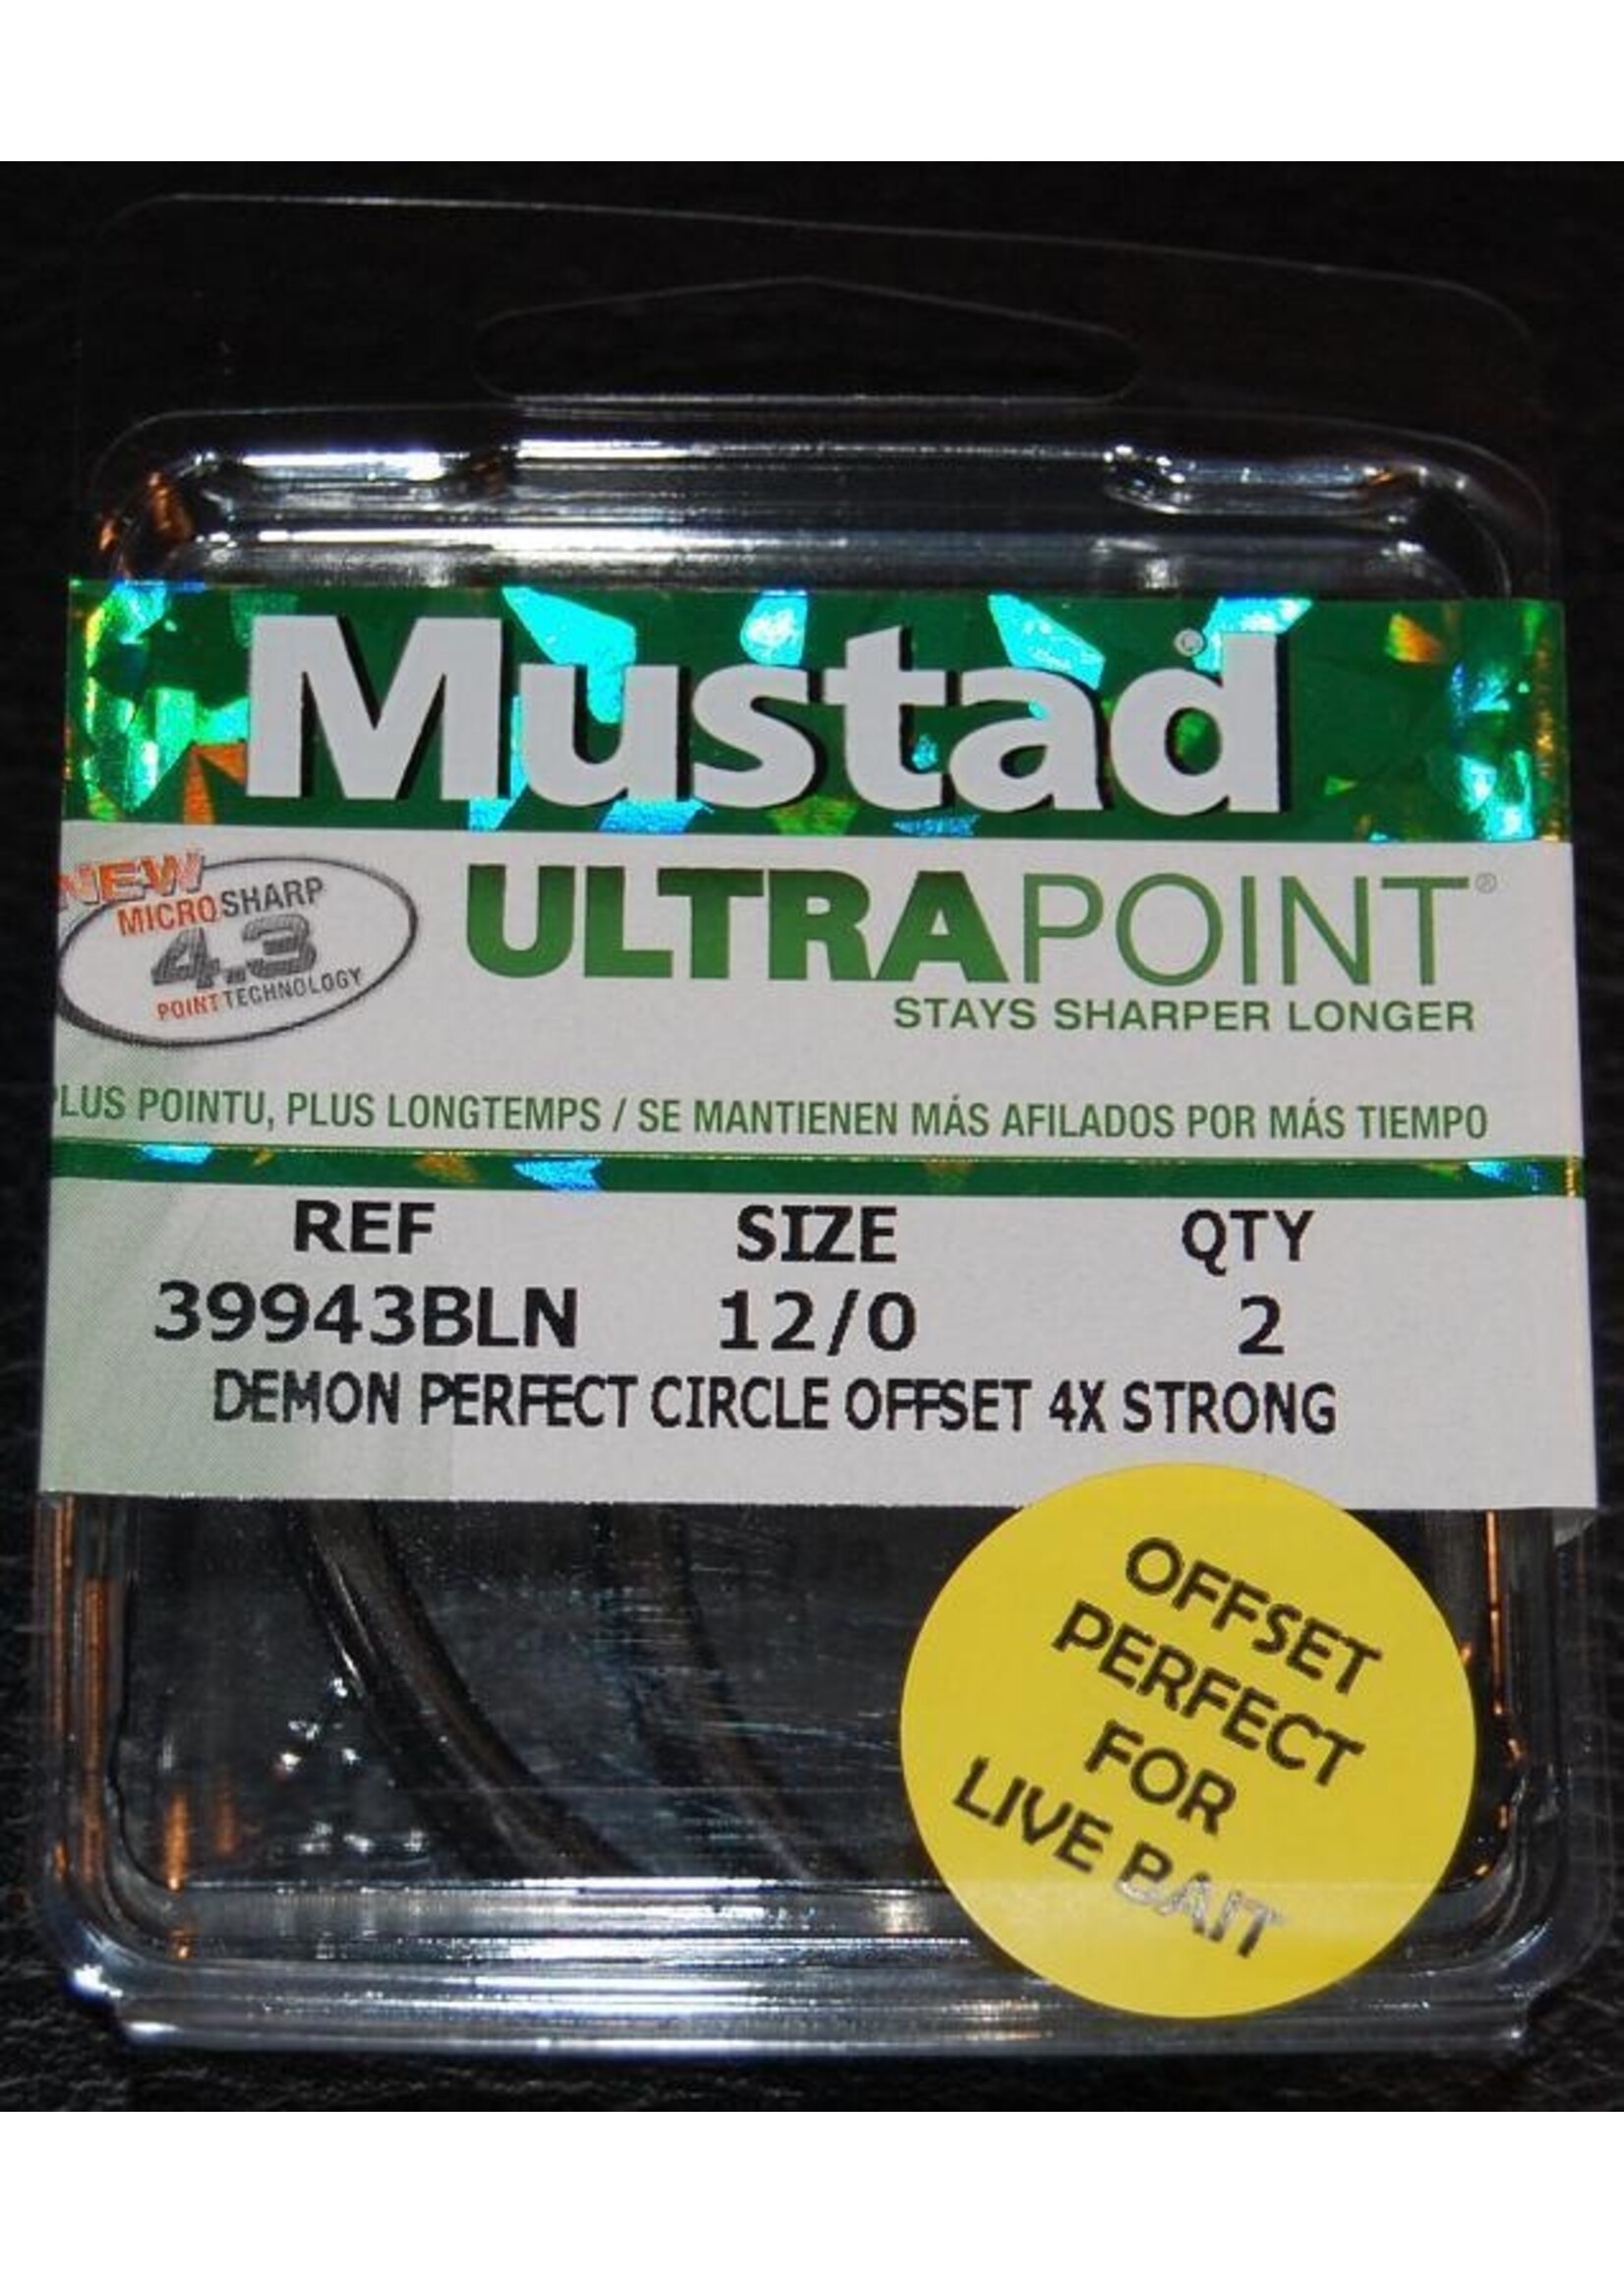 Mustad®
NEW
MICROSHARP
4.3
POINT TECHNOLOGY
ULTRAPOINT®
STAYS SHARPER LONGER
PLUS POINTU, PLUS LONGTEMPS / SE MANTIENEN MÁS AFILADOS POR MÁS TIEMPO
REF SIZE QTY
39943BLN 12/0 2
DEMON PERFECT CIRCLE OFFSET 4X STRONG
OFFSET
PERFECT
FOR
LIVE BAIT